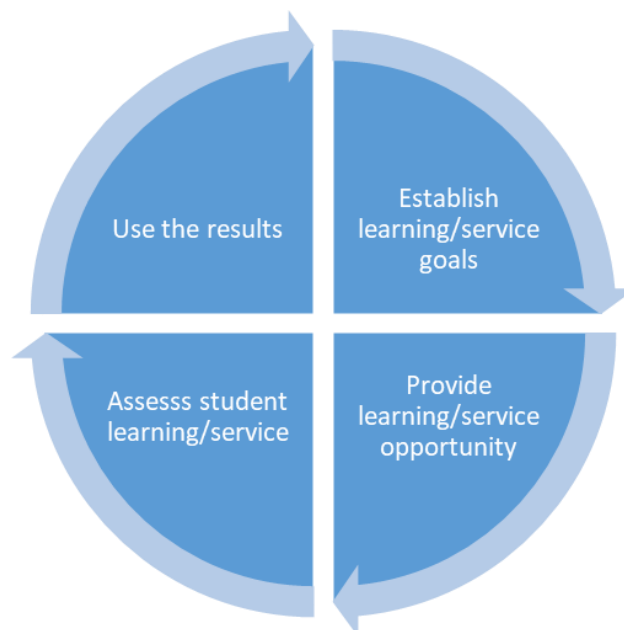 Use the results
Establish
learning/service
goals
Assesss student
learning/service
Provide
learning/service
opportunity